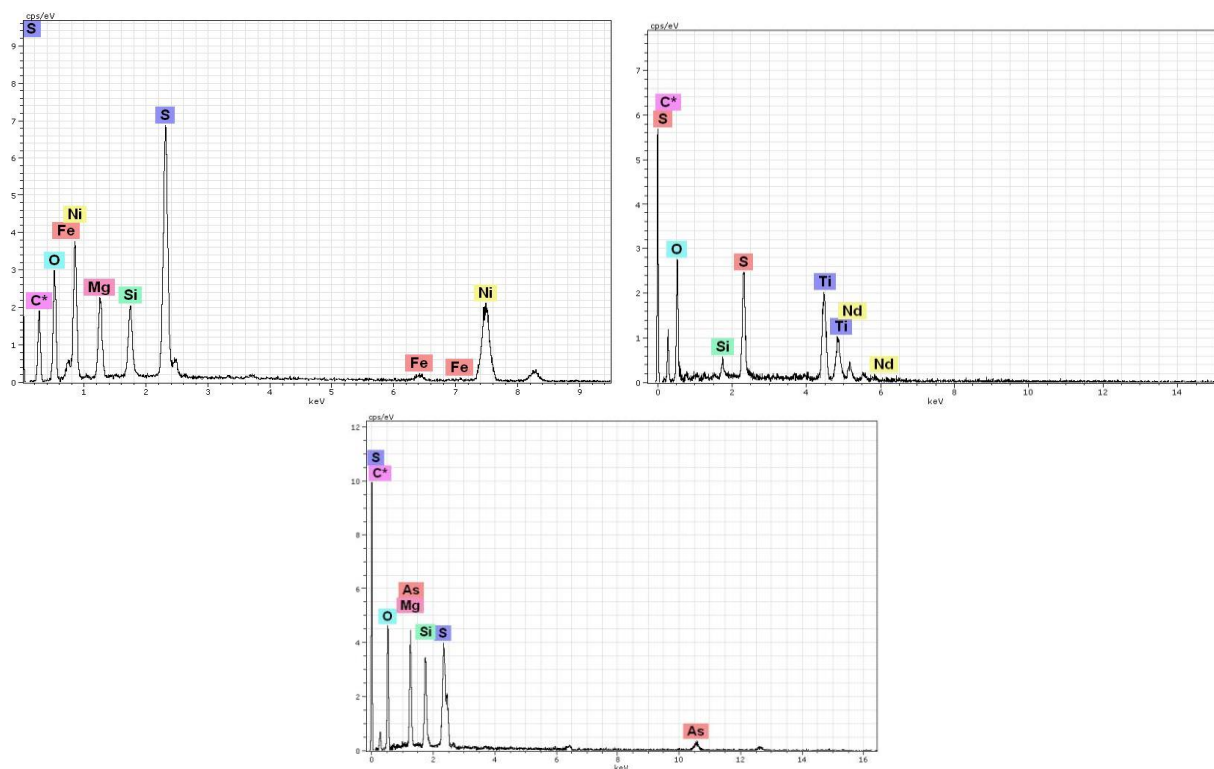 cps/eV
S
9
8
7
S
6
5
Ni
4
Fe
O
3
Mg
Si
C*
2
Ni
1
Fe Fe
0
1 2 3 4 5 6 7 8 9
keV
cps/eV
7
C*
6
S
5
4
3
O
S
Ti
2
Nd
Ti
1
Si
Nd
0
0 2 4 6 8 10 12 14
keV
cps/eV
12
S
C*
10
8
As
6
Mg
O
Si S
4
2
As
0
0 2 4 6 8 10 12 14 16
keV